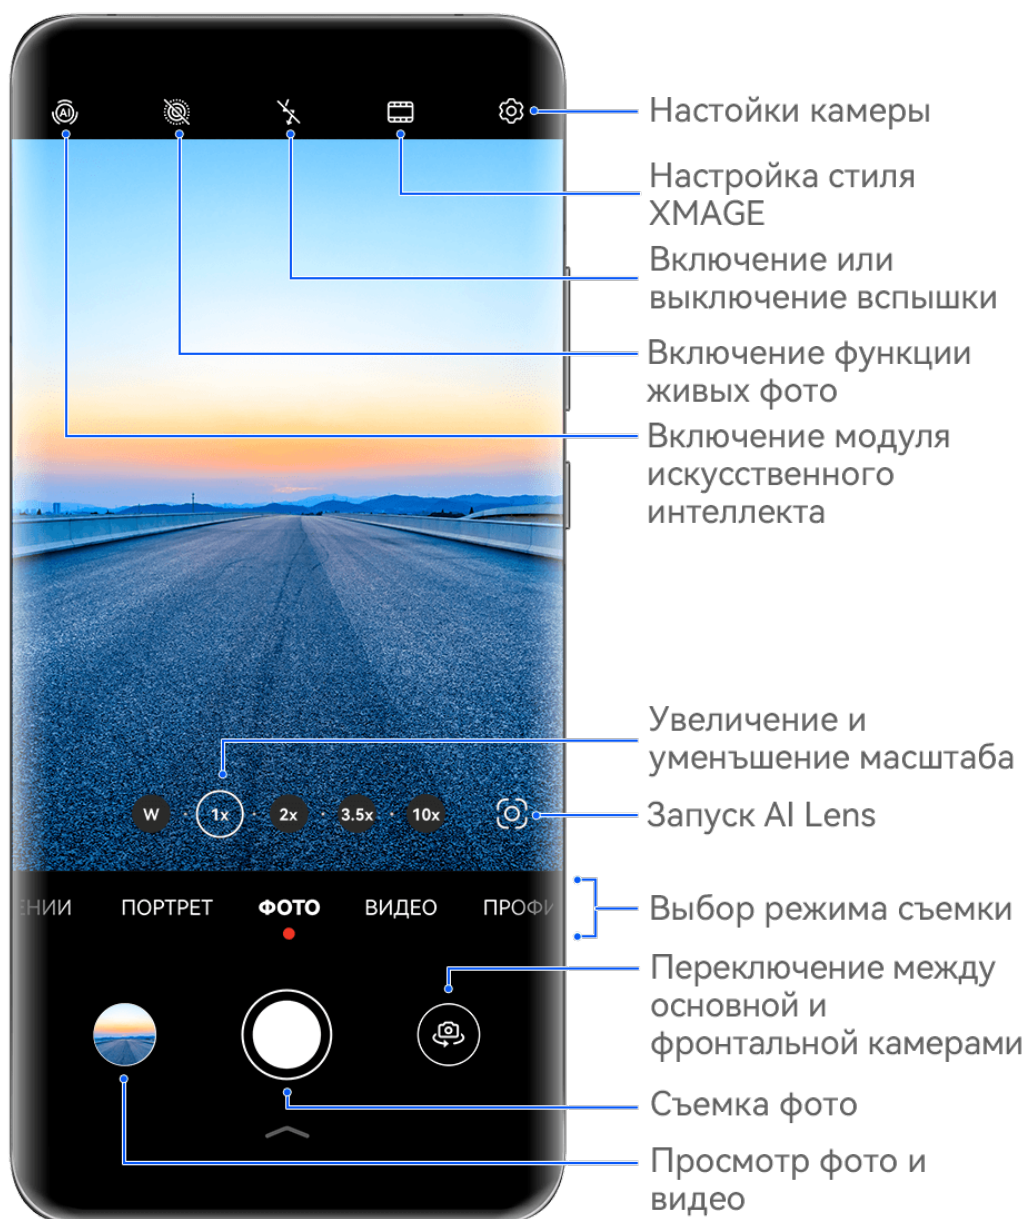 AI
Настойки камеры
Настройка стиля
XMAGE
Включение или
выключение вспышки
Включение функции
живых фото
Включение модуля
искусственного
интеллекта
Увеличение и
уменъшение масштаба
W
1x
2x
3.5x
10x
Запуск AI Lens
ЕНИИ
ПОРТРЕТ
ФОТО
ВИДЕО
ПРОФИ
Выбор режима съемки
Переключение между
основной и
фронтальной камерами
Съемка фото
Просмотр фото и
видео